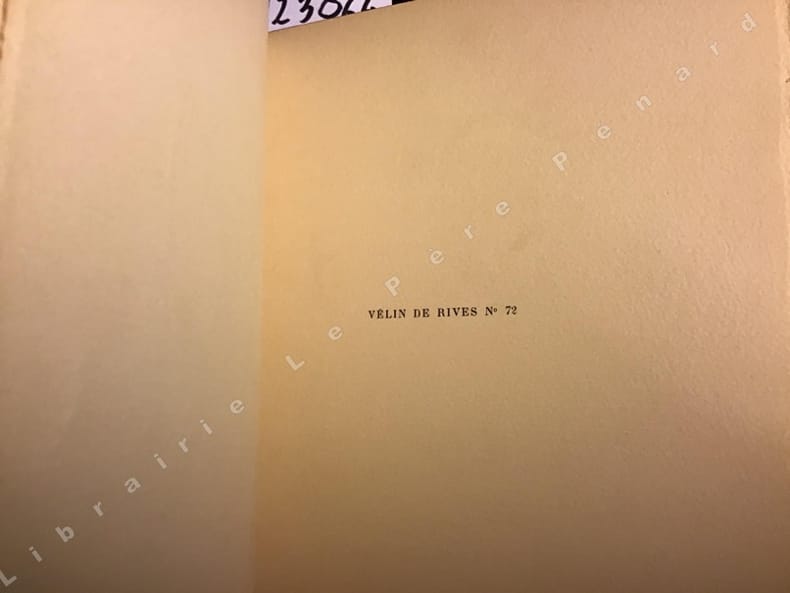 VÉLIN DE RIVES Nº 72
Librairie Le Père Penard